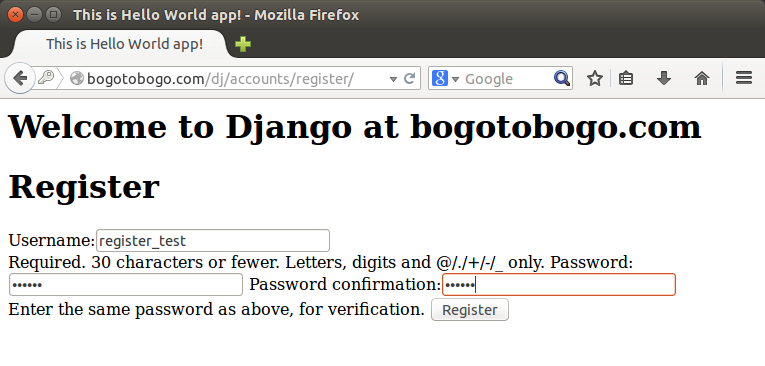 This is Hello World app! - Mozilla Firefox
This is Hello World app!
bogotobogo.com/dj/accounts/register/
8 Google
Welcome to Django at bogotobogo.com
Register
Username: register_test
Required. 30 characters or fewer. Letters, digits and @/./+/-/_ only. Password:
•••••• Password confirmation: ••••••
Enter the same password as above, for verification. Register